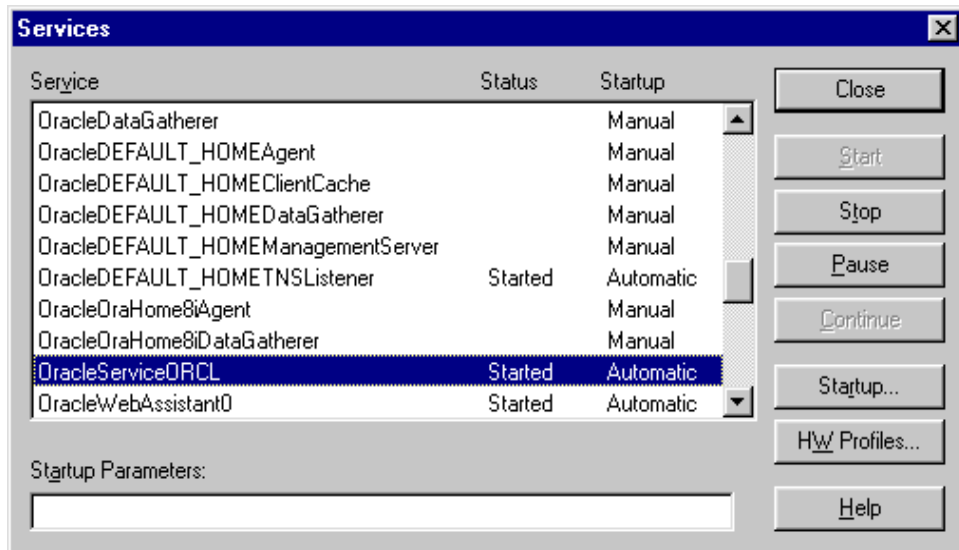 Services
Service Status Startup
OracleDataGatherer Manual
OracleDEFAULT_HOMEAgent Manual
OracleDEFAULT_HOMEClientCache Manual
OracleDEFAULT_HOMEDataGatherer Manual
OracleDEFAULT_HOMEManagementServer Manual
OracleDEFAULT_HOMETNSListener Started Automatic
OracleOraHome8iAgent Manual
OracleOraHome8iDataGatherer Manual
OracleServiceORCL Started Automatic
OracleWebAssistant0 Started Automatic
Close
Start
Stop
Pause
Continue
Startup...
HW Profiles...
Help
Startup Parameters: